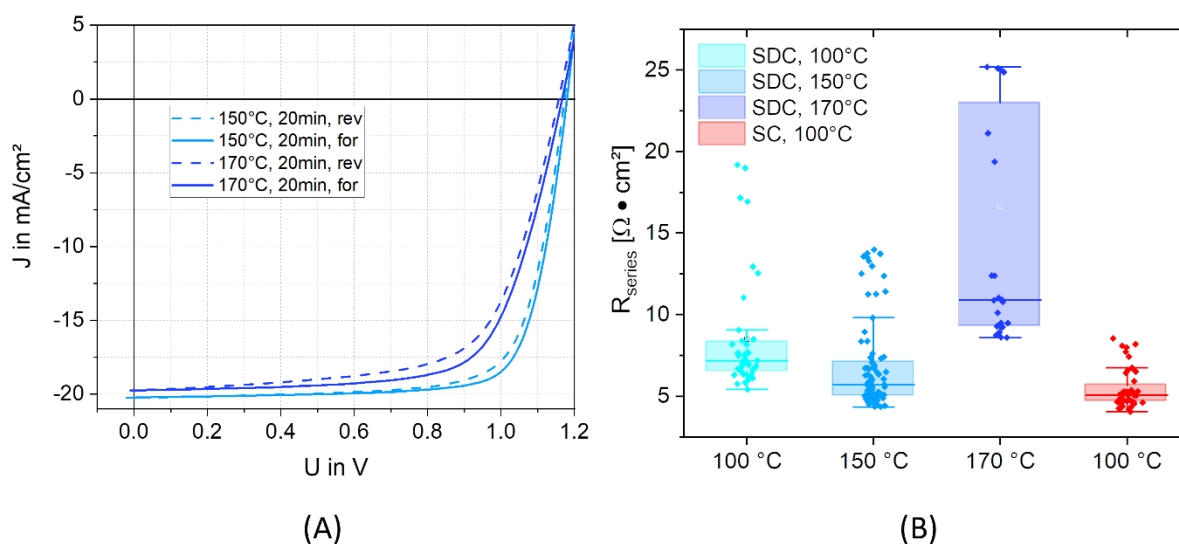 5
0
-5
-10
-15
-20
J in mA/cm²
150°C, 20min, rev
150°C, 20min, for
170°C, 20min, rev
170°C, 20min, for
0.0 0.2 0.4 0.6 0.8 1.0 1.2
U in V
(A)
25
20
15
10
5
Rseries [Ω • cm²]
SDC, 100°C
SDC, 150°C
SDC, 170°C
SC, 100°C
100 °C 150 °C 170 °C 100 °C
(B)